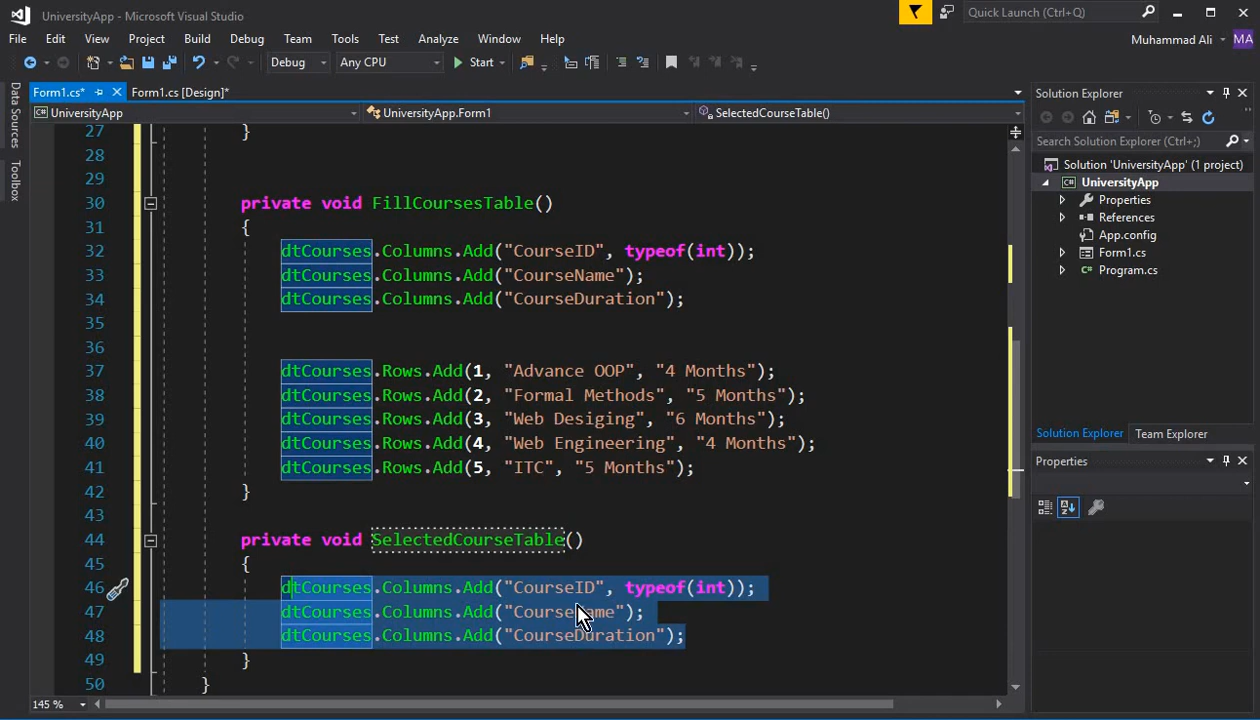 UniversityApp - Microsoft Visual Studio
Quick Launch (Ctrl+Q)
File Edit View Project Build Debug Team Tools Test Analyze Window Help
Muhammad Ali MA
Debug Any CPU Start
Data Sources
Toolbox
Form1.cs* Form1.cs [Design]*
UniversityApp UniversityApp.Form1 SelectedCourseTable()
27 }
28
29
30 private void FillCoursesTable()
31 {
32 dtCourses.Columns.Add("CourseID", typeof(int));
33 dtCourses.Columns.Add("CourseName");
34 dtCourses.Columns.Add("CourseDuration");
35
36
37 dtCourses.Rows.Add(1, "Advance OOP", "4 Months");
38 dtCourses.Rows.Add(2, "Formal Methods", "5 Months");
39 dtCourses.Rows.Add(3, "Web Desiging", "6 Months");
40 dtCourses.Rows.Add(4, "Web Engineering", "4 Months");
41 dtCourses.Rows.Add(5, "ITC", "5 Months");
42 }
43
44 private void SelectedCourseTable()
45 {
46 dtCourses.Columns.Add("CourseID", typeof(int));
47 dtCourses.Columns.Add("CourseName");
48 dtCourses.Columns.Add("CourseDuration");
49 }
50 }
145 %
Solution Explorer
Search Solution Explorer (Ctrl+;)
Solution 'UniversityApp' (1 project)
UniversityApp
Properties
References
App.config
Form1.cs
Program.cs
Solution Explorer Team Explorer
Properties